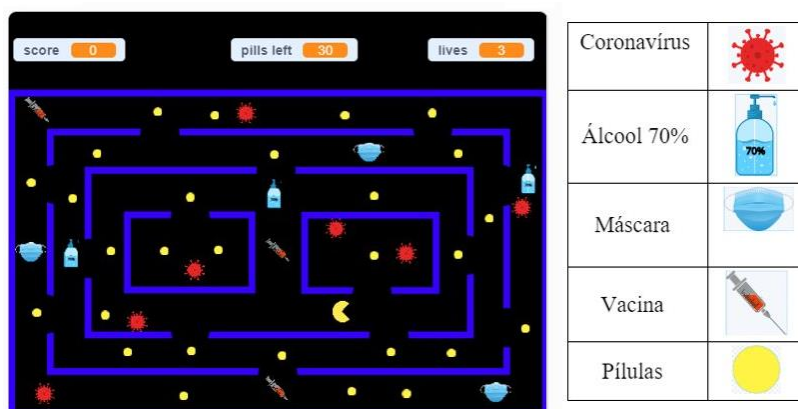 score 0
pills left 30
lives 3
Coronavírus
Álcool 70%
70%
Máscara
Vacina
Pílulas